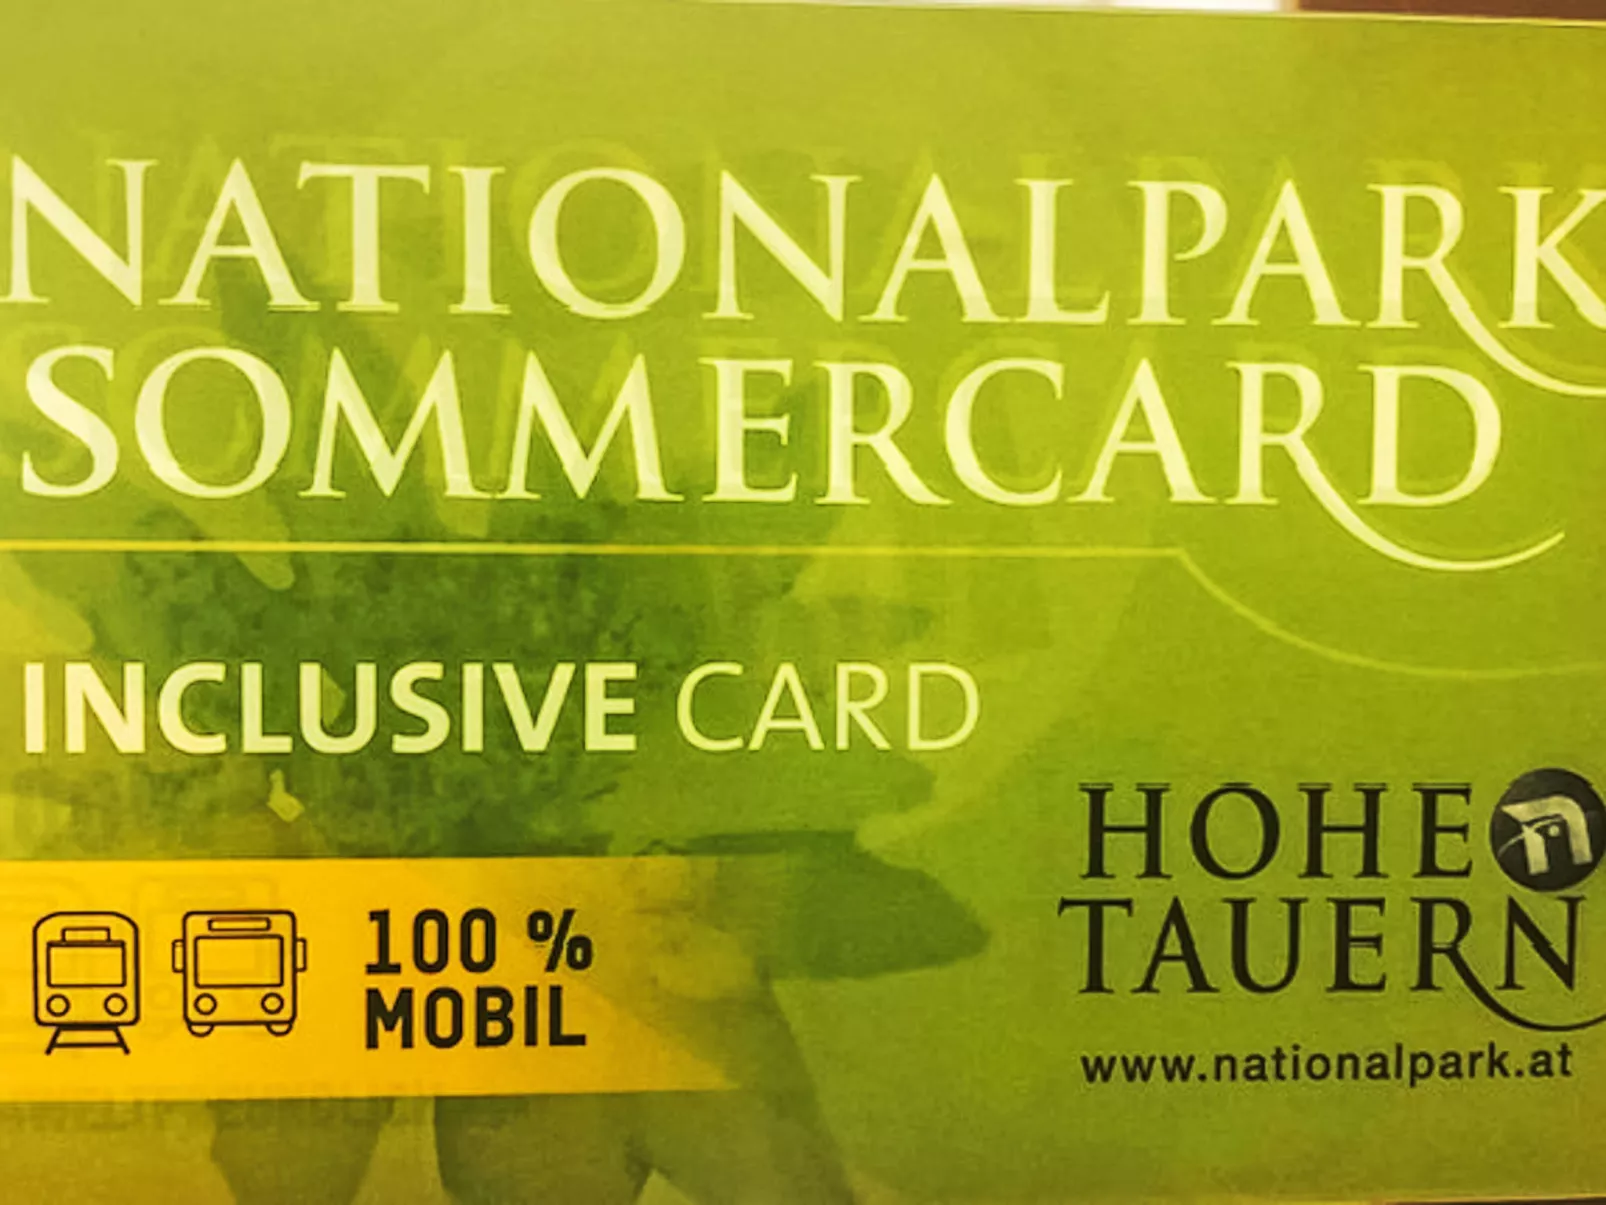 NATIONALPARK
SOMMERCARD
INCLUSIVE CARD
100 %
MOBIL
HOHE
TAUERN
www.nationalpark.at